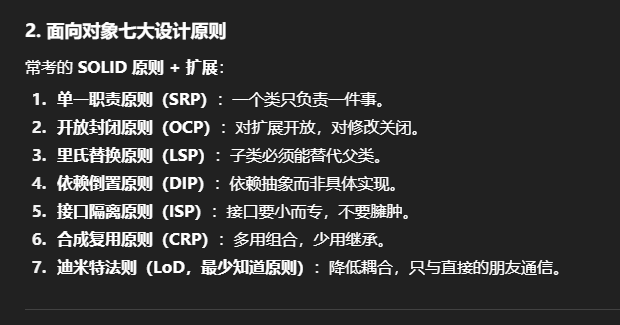 2. 面向对象七大设计原则
常考的 SOLID 原则 + 扩展：
1. 单一职责原则（SRP）：一个类只负责一件事。
2. 开放封闭原则（OCP）：对扩展开放，对修改关闭。
3. 里氏替换原则（LSP）：子类必须能替代父类。
4. 依赖倒置原则（DIP）：依赖抽象而非具体实现。
5. 接口隔离原则（ISP）：接口要小而专，不要臃肿。
6. 合成复用原则（CRP）：多用组合，少用继承。
7. 迪米特法则（LoD，最少知道原则）：降低耦合，只与直接的朋友通信。